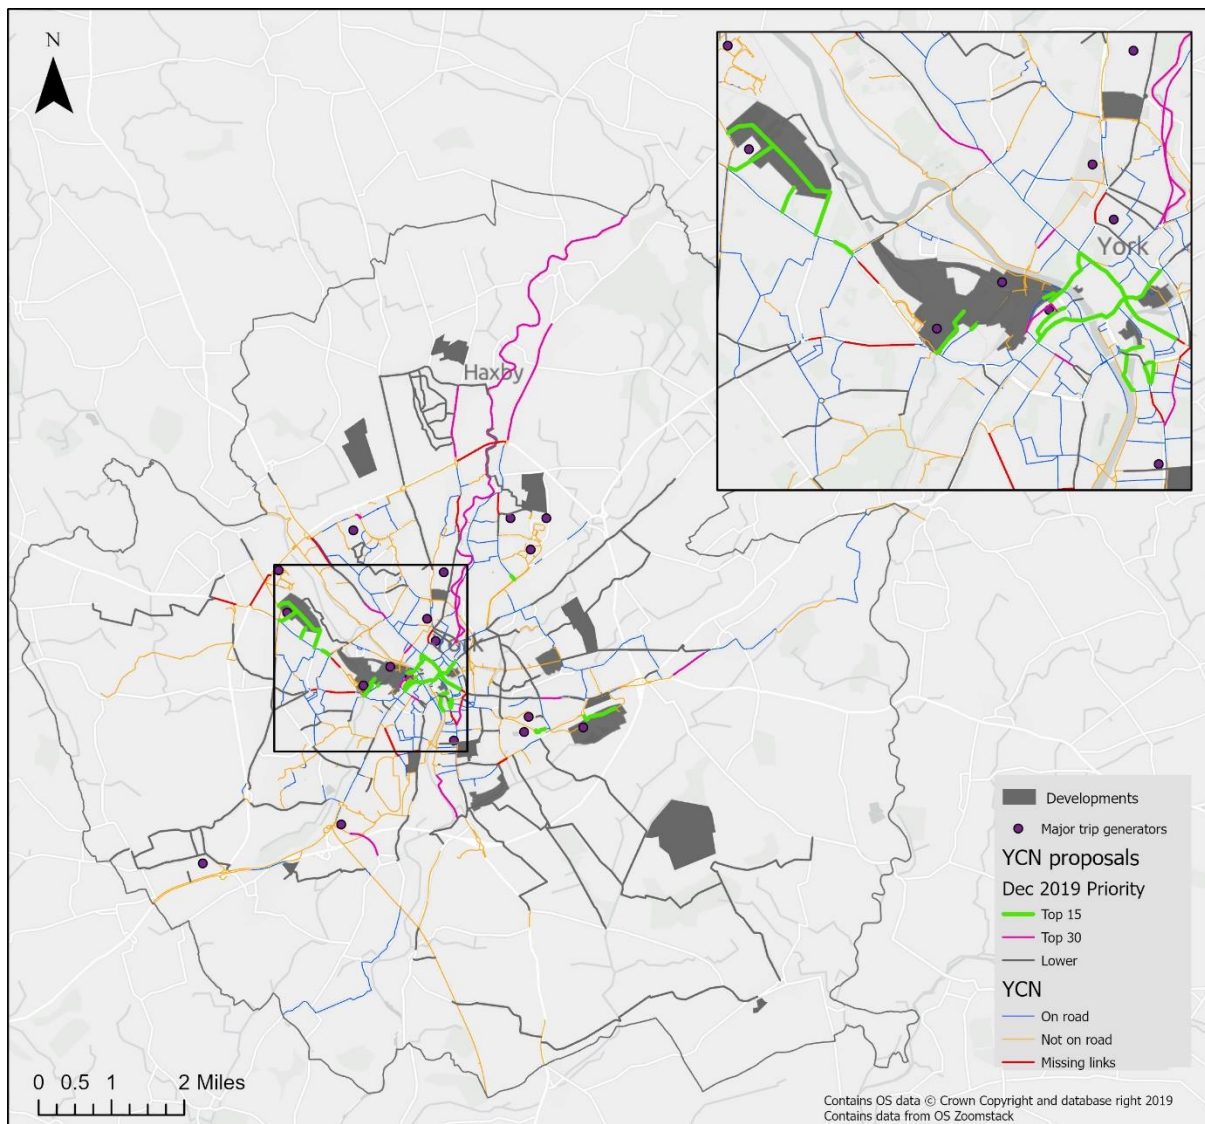 N
York
Haxby
York
Developments
Major trip generators
YCN proposals
Dec 2019 Priority
Top 15
Top 30
Lower
YCN
On road
Not on road
Missing links
0 0.5 1 2 Miles
Contains OS data © Crown Copyright and database right 2019
Contains data from OS Zoomstack